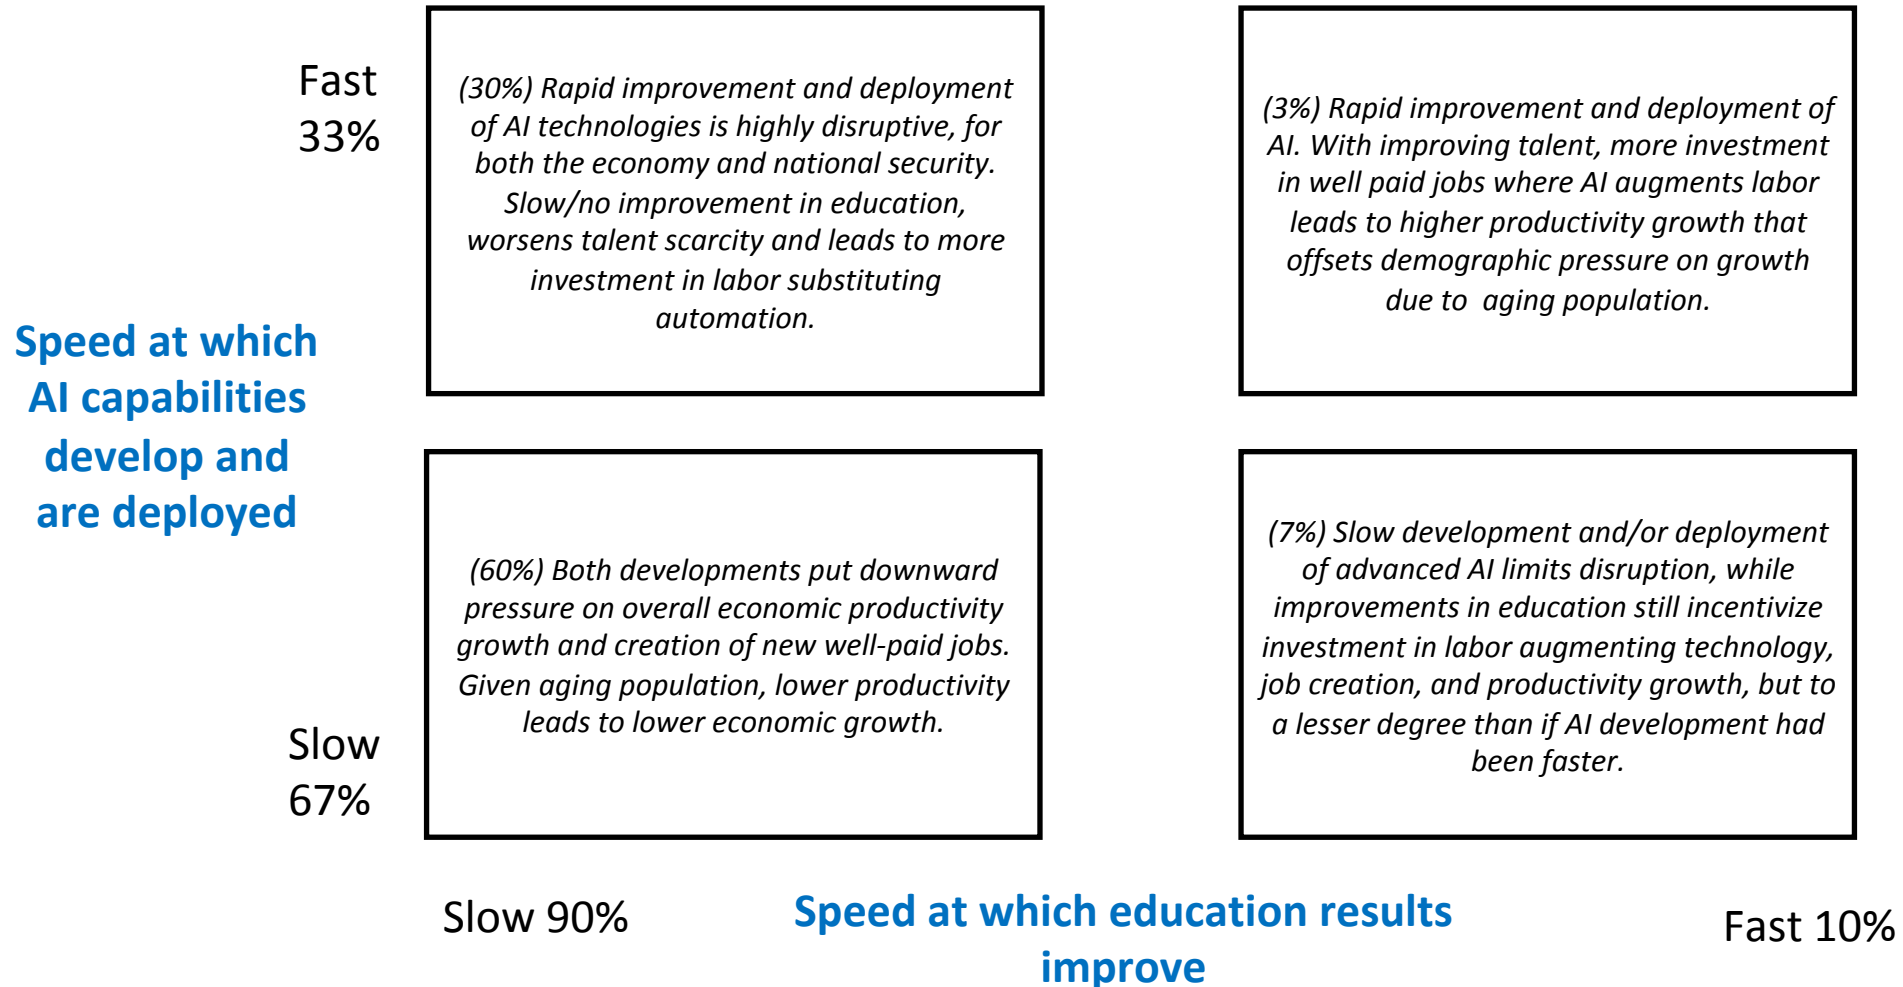 Fast
33%
(30%) Rapid improvement and deployment
of AI technologies is highly disruptive, for
both the economy and national security.
Slow/no improvement in education,
worsens talent scarcity and leads to more
investment in labor substituting
automation.
(3%) Rapid improvement and deployment of
AI. With improving talent, more investment
in well paid jobs where AI augments labor
leads to higher productivity growth that
offsets demographic pressure on growth
due to  aging population.
Speed at which
AI capabilities
develop and
are deployed
(60%) Both developments put downward
pressure on overall economic productivity
growth and creation of new well-paid jobs.
Given aging population, lower productivity
leads to lower economic growth.
(7%) Slow development and/or deployment
of advanced AI limits disruption, while
improvements in education still incentivize
investment in labor augmenting technology,
job creation, and productivity growth, but to
a lesser degree than if AI development had
been faster.
Slow
67%
Slow 90%
Speed at which education results
improve
Fast 10%